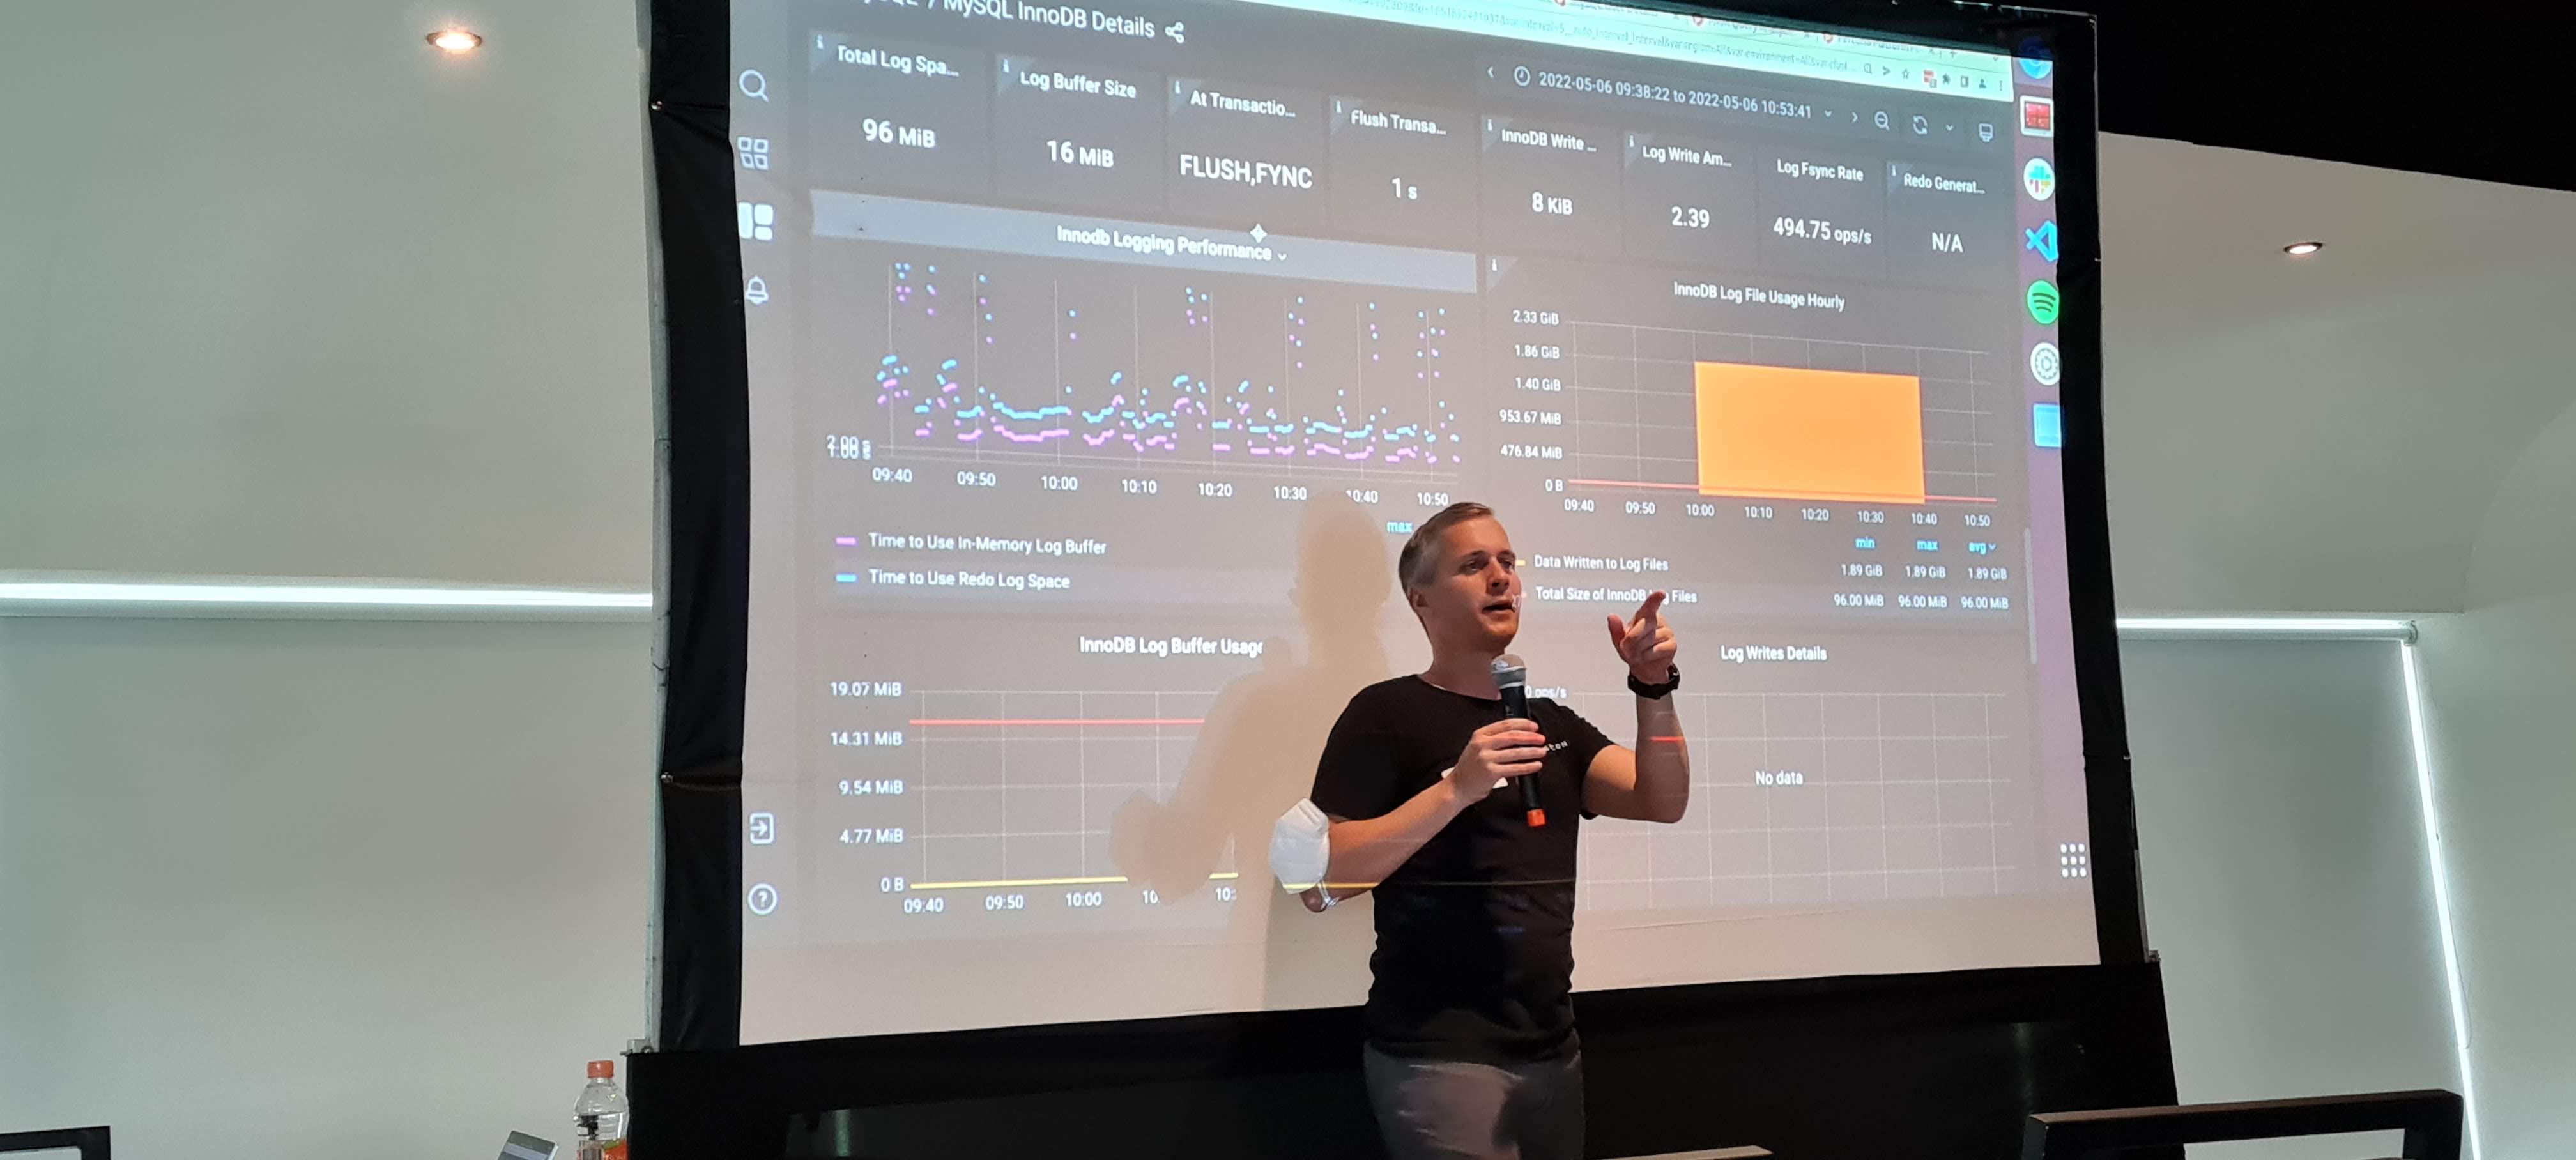 / MySQL InnoDB Details
2022-05-06 09:38:22 to 2022-05-06 10:53:41
Total Log Spa...
96 MiB
Log Buffer Size
16 MiB
At Transactio...
FLUSH,FYNC
Flush Transa...
1 s
InnoDB Write ...
8 KiB
Log Write Am...
2.39
Log Fsync Rate
494.75 ops/s
Redo Generat...
N/A
Innodb Logging Performance
2.00 s
1.00 s
09:40 09:50 10:00 10:10 10:20 10:30 10:40 10:50
max
Time to Use In-Memory Log Buffer
Time to Use Redo Log Space
InnoDB Log File Usage Hourly
2.33 GiB
1.86 GiB
1.40 GiB
953.67 MiB
476.84 MiB
0 B
09:40 09:50 10:00 10:10 10:20 10:30 10:40 10:50
min max avg
Data Written to Log Files 1.89 GiB 1.89 GiB 1.89 GiB
Total Size of InnoDB Files 96.00 MiB 96.00 MiB 96.00 MiB
InnoDB Log Buffer Usage
19.07 MiB
14.31 MiB
9.54 MiB
4.77 MiB
0 B
09:40 09:50 10:00
Log Writes Details
0 ops/s
No data